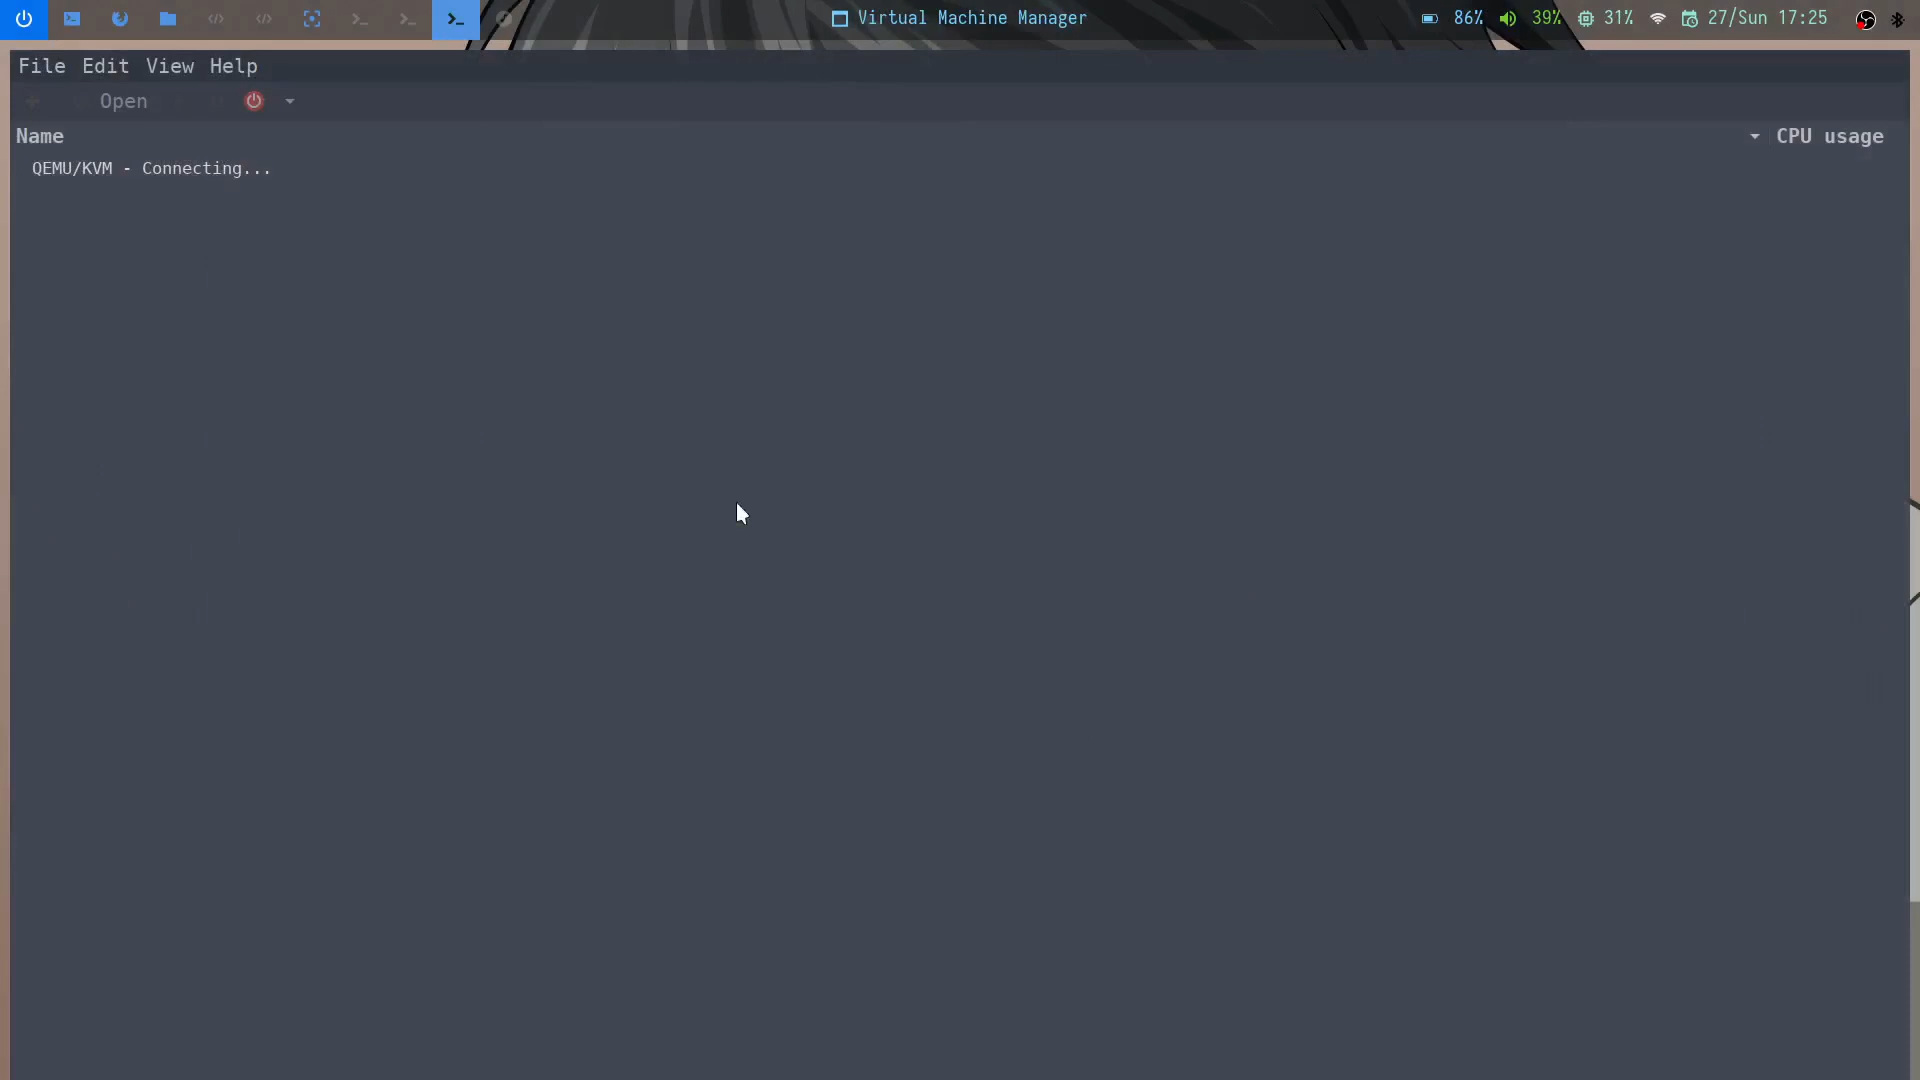 Virtual Machine Manager
86% 39% 31% 27/Sun 17:25
File Edit View Help
Open
Name CPU usage
QEMU/KVM - Connecting...